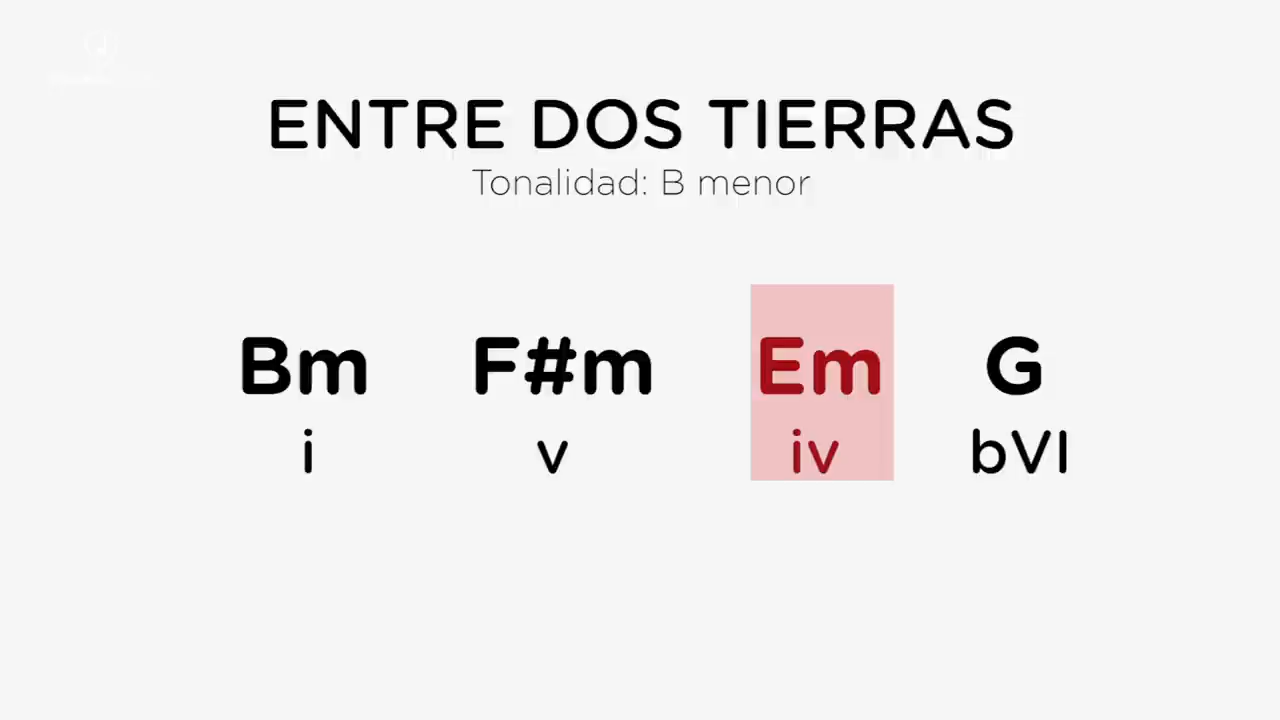 ENTRE DOS TIERRAS
Tonalidad: B menor
Bm F#m Em G
i v iv bVI